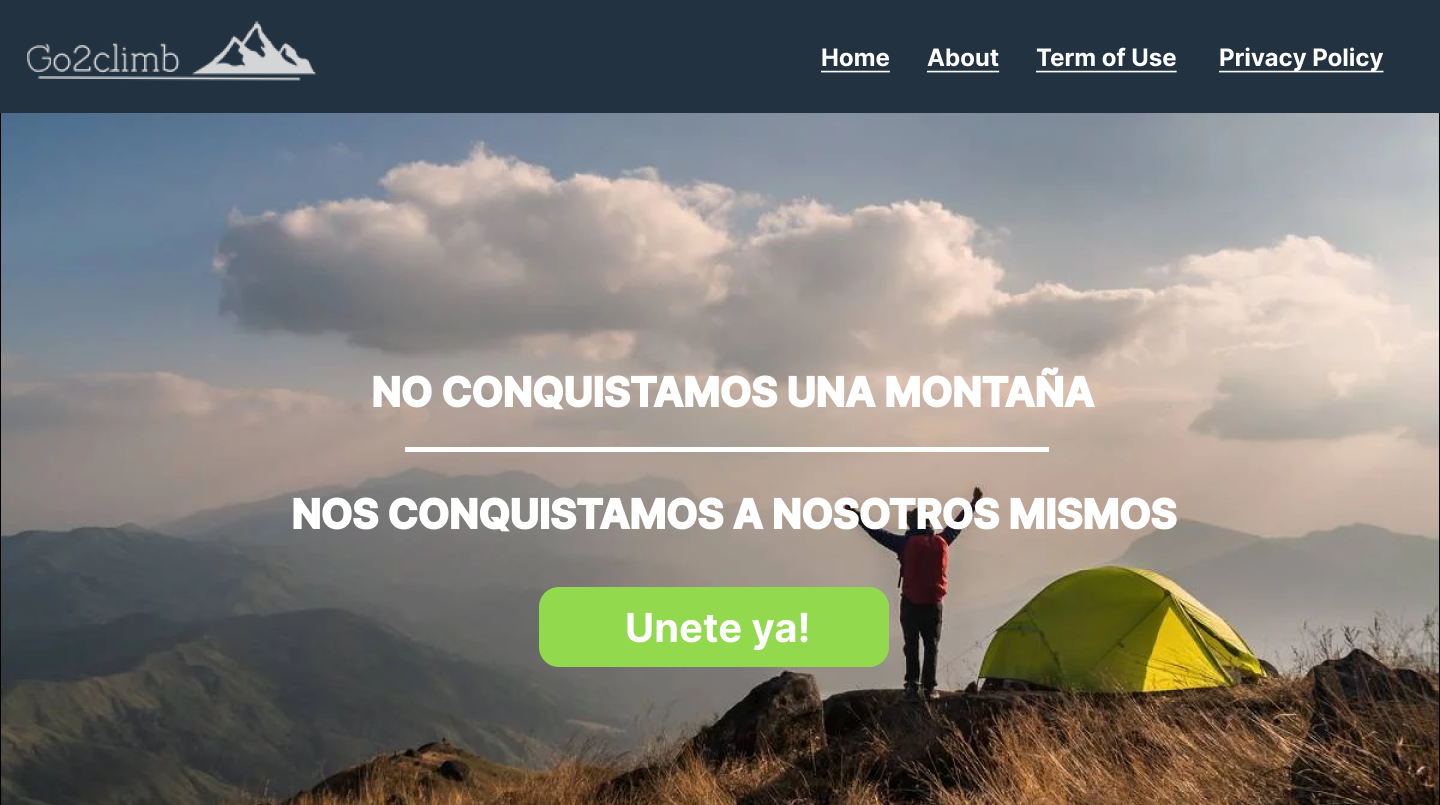 Go2climb
Home About Term of Use Privacy Policy
NO CONQUISTAMOS UNA MONTAÑA
NOS CONQUISTAMOS A NOSOTROS MISMOS
Unete ya!